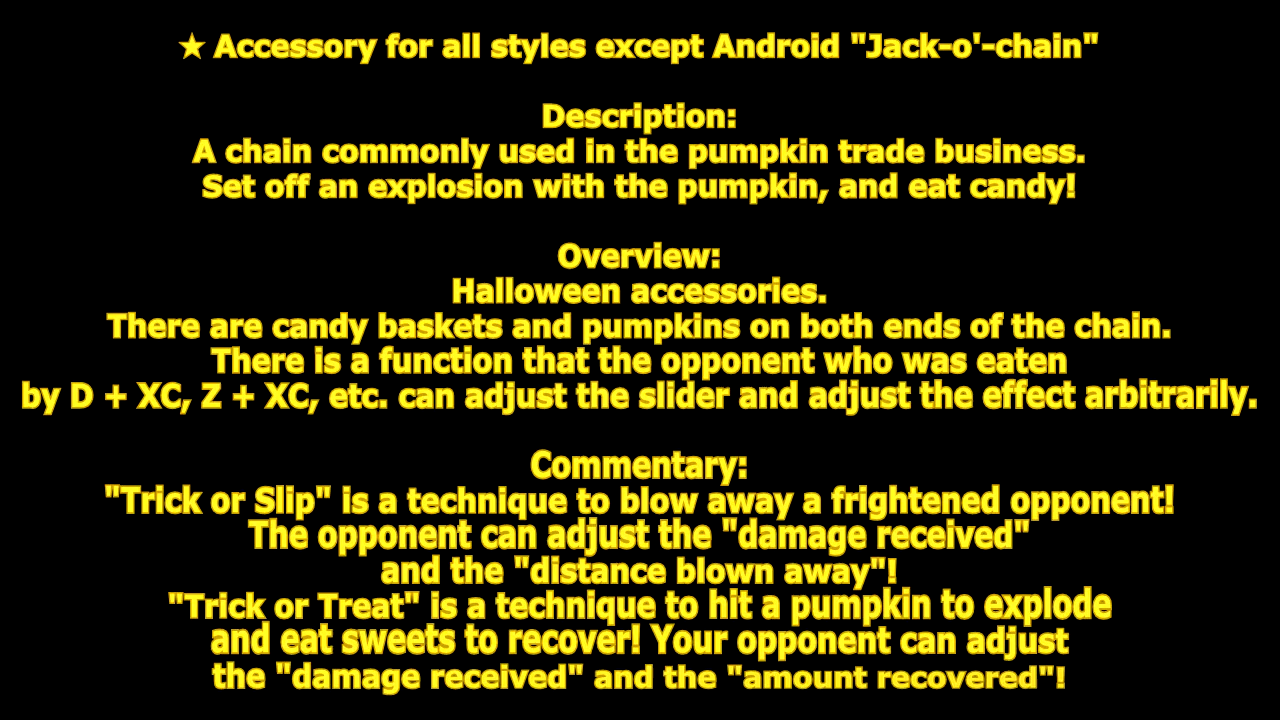 ★ Accessory for all styles except Android "Jack-o'-chain"
Description:
A chain commonly used in the pumpkin trade business.
Set off an explosion with the pumpkin, and eat candy!
Overview:
Halloween accessories.
There are candy baskets and pumpkins on both ends of the chain.
There is a function that the opponent who was eaten
by D + XC, Z + XC, etc. can adjust the slider and adjust the effect arbitrarily.
Commentary:
"Trick or Slip" is a technique to blow away a frightened opponent!
The opponent can adjust the "damage received"
and the "distance blown away"!
"Trick or Treat" is a technique to hit a pumpkin to explode
and eat sweets to recover! Your opponent can adjust
the "damage received" and the "amount recovered"!